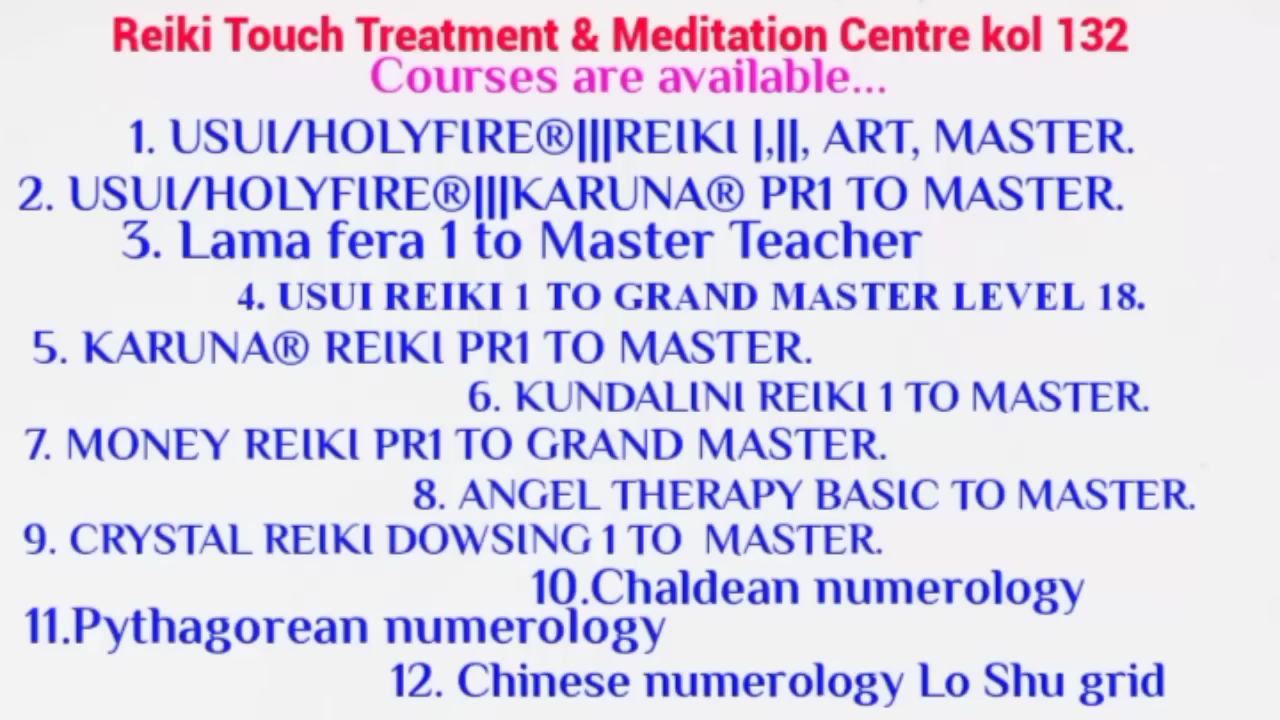 Reiki Touch Treatment & Meditation Centre kol 132
Courses are available...
1. USUI/HOLYFIRE®|||REIKI |,||, ART, MASTER.
2. USUI/HOLYFIRE®|||KARUNA® PR1 TO MASTER.
3. Lama fera 1 to Master Teacher
4. USUI REIKI 1 TO GRAND MASTER LEVEL 18.
5. KARUNA® REIKI PR1 TO MASTER.
6. KUNDALINI REIKI 1 TO MASTER.
7. MONEY REIKI PR1 TO GRAND MASTER.
8. ANGEL THERAPY BASIC TO MASTER.
9. CRYSTAL REIKI DOWSING 1 TO MASTER.
10.Chaldean numerology
11.Pythagorean numerology
12. Chinese numerology Lo Shu grid